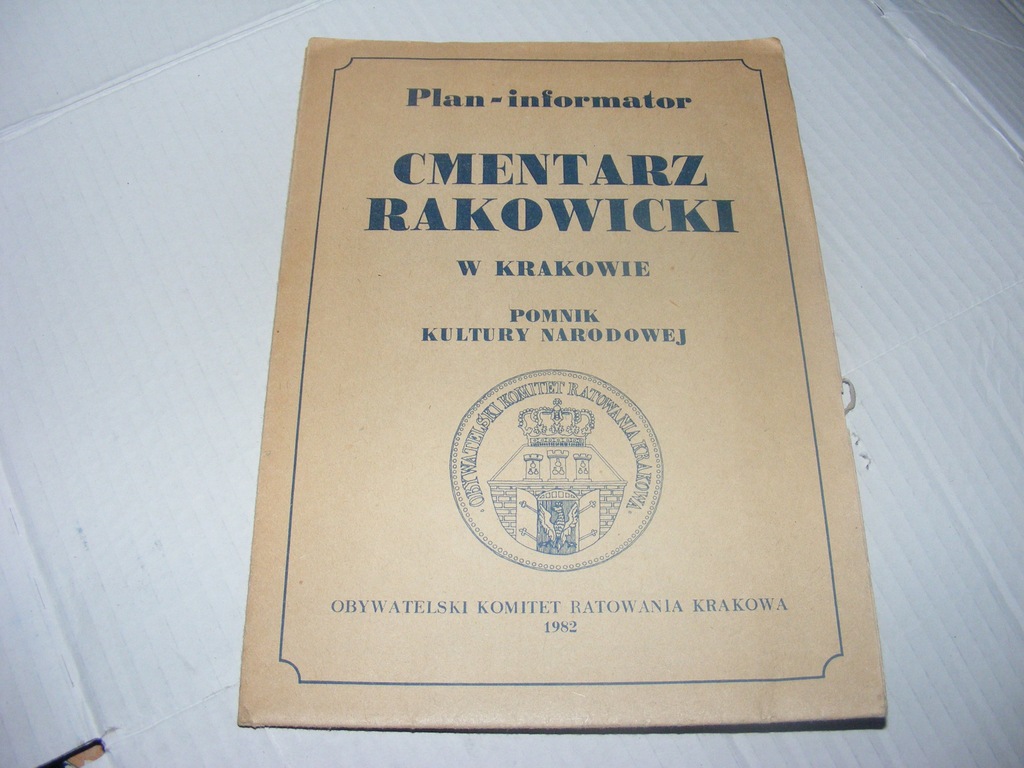 Plan - informator
CMENTARZ
RAKOWICKI
W KRAKOWIE
POMNIK
KULTURY NARODOWEJ
• OBYWATELSKI KOMITET RATOWANIA KRAKOWA •
OBYWATELSKI KOMITET RATOWANIA KRAKOWA
1982